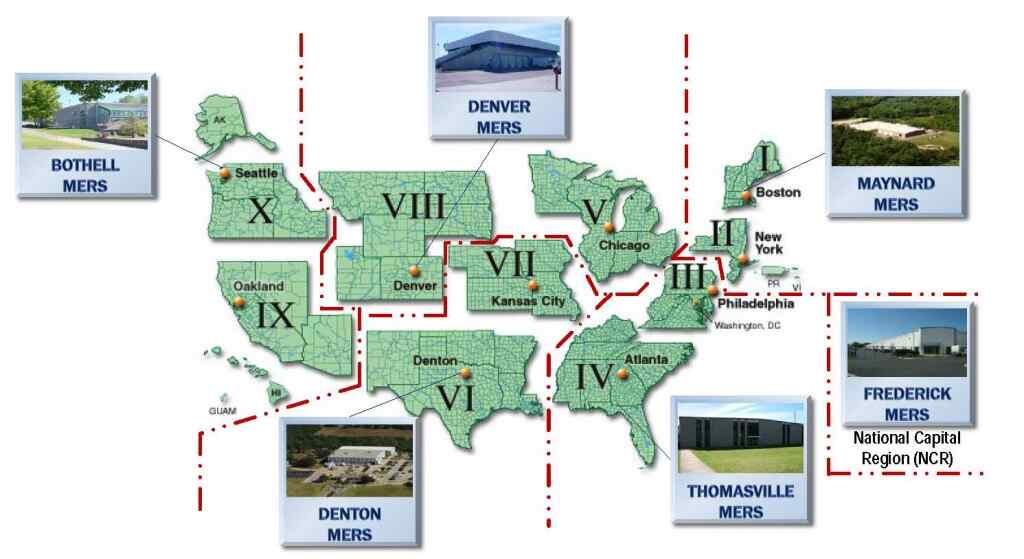 DENVER
MERS
BOTHELL
MERS
AK
Seattle
X
VIII
V
Chicago
I
Boston
MAYNARD
MERS
II
New
York
Oakland
IX
Denver
VII
Kansas City
III
PR
VI
Philadelphia
Washington, DC
HI
GUAM
Denton
VI
IV
Atlanta
FREDERICK
MERS
National Capital
Region (NCR)
DENTON
MERS
THOMASVILLE
MERS